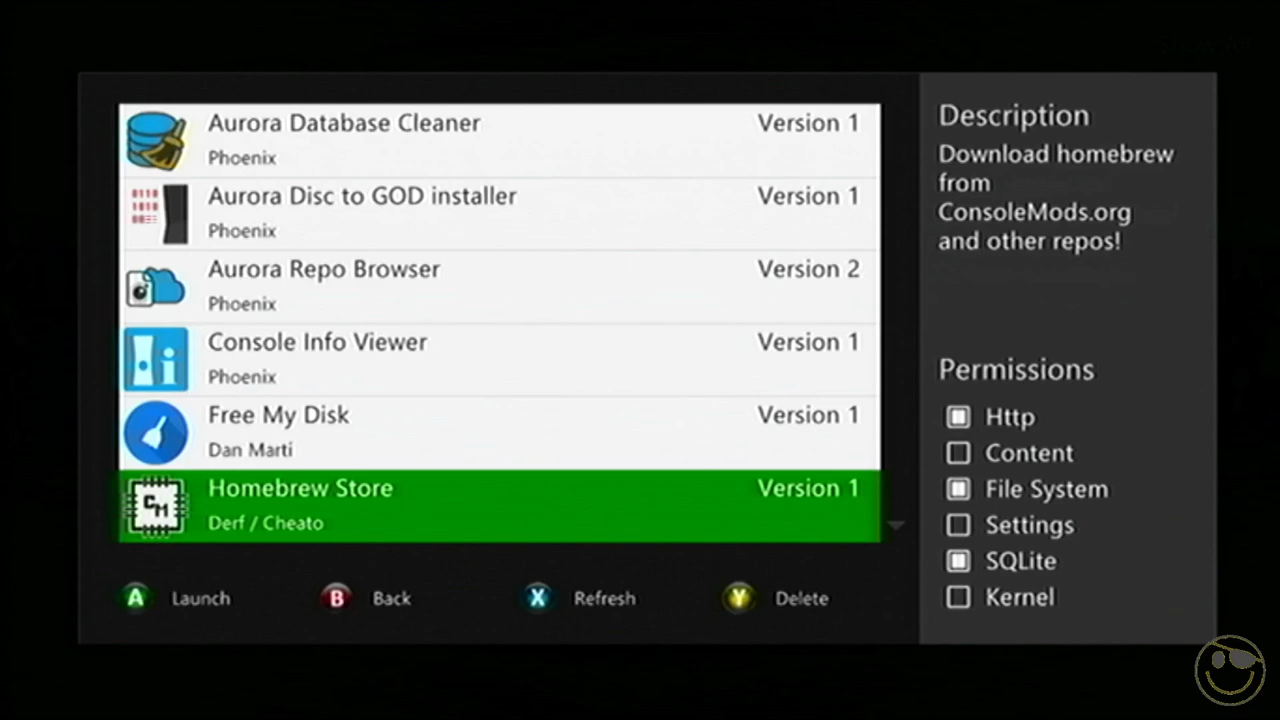 Aurora Database Cleaner Version 1
Phoenix
Aurora Disc to GOD installer Version 1
Phoenix
Aurora Repo Browser Version 2
Phoenix
Console Info Viewer Version 1
Phoenix
Free My Disk Version 1
Dan Marti
Homebrew Store Version 1
Derf / Cheato
A Launch B Back X Refresh Y Delete
Description
Download homebrew
from
ConsoleMods.org
and other repos!
Permissions
Http
Content
File System
Settings
SQLite
Kernel
0110
1010
CM